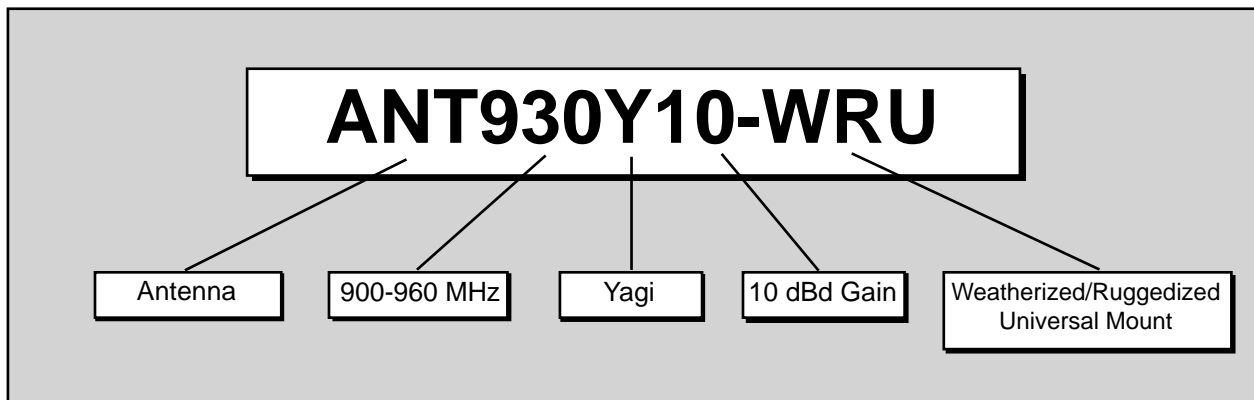 ANT930Y10-WRU
Antenna
900-960 MHz
Yagi
10 dBd Gain
Weatherized/Ruggedized
Universal Mount